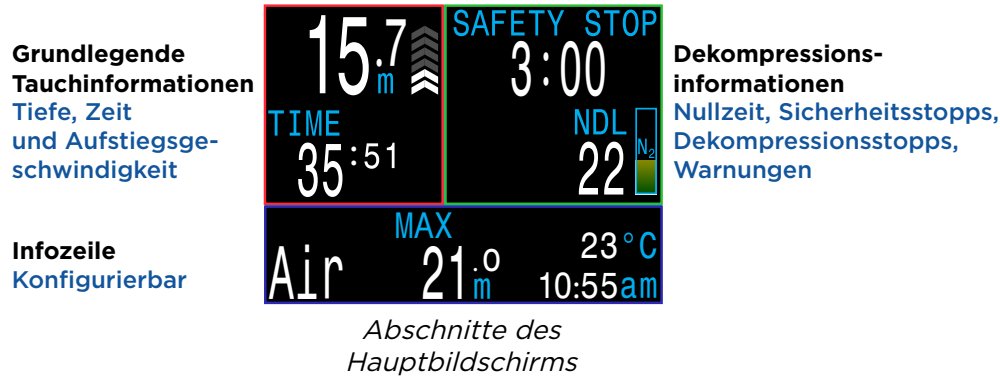 Grundlegende
Tauchinformationen
Tiefe, Zeit
und Aufstiegsge-
schwindigkeit
15.7
m
TIME
35:51
SAFETY STOP
3:00
NDL
22
N2
Dekompressions-
informationen
Nullzeit, Sicherheitsstopps,
Dekompressionsstopps,
Warnungen
Infozeile
Konfigurierbar
MAX
Air 21.0 m
23°C
10:55am
Abschnitte des
Hauptbildschirms